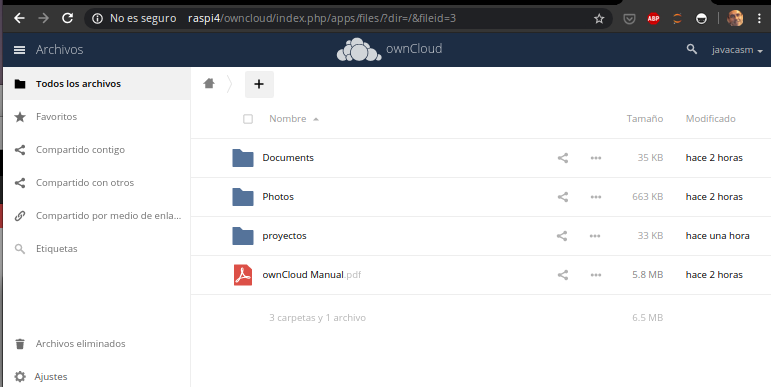 No es seguro raspi4/owncloud/index.php/apps/files/?dir=/&fileid=3
ABP
Archivos
ownCloud
javacasm
Todos los archivos
Favoritos
Compartido contigo
Compartido con otros
Compartido por medio de enla...
Etiquetas
Archivos eliminados
Ajustes
+
Nombre Tamaño Modificado
Documents 35 KB hace 2 horas
Photos 663 KB hace 2 horas
proyectos 33 KB hace una hora
ownCloud Manual.pdf 5.8 MB hace 2 horas
3 carpetas y 1 archivo 6.5 MB